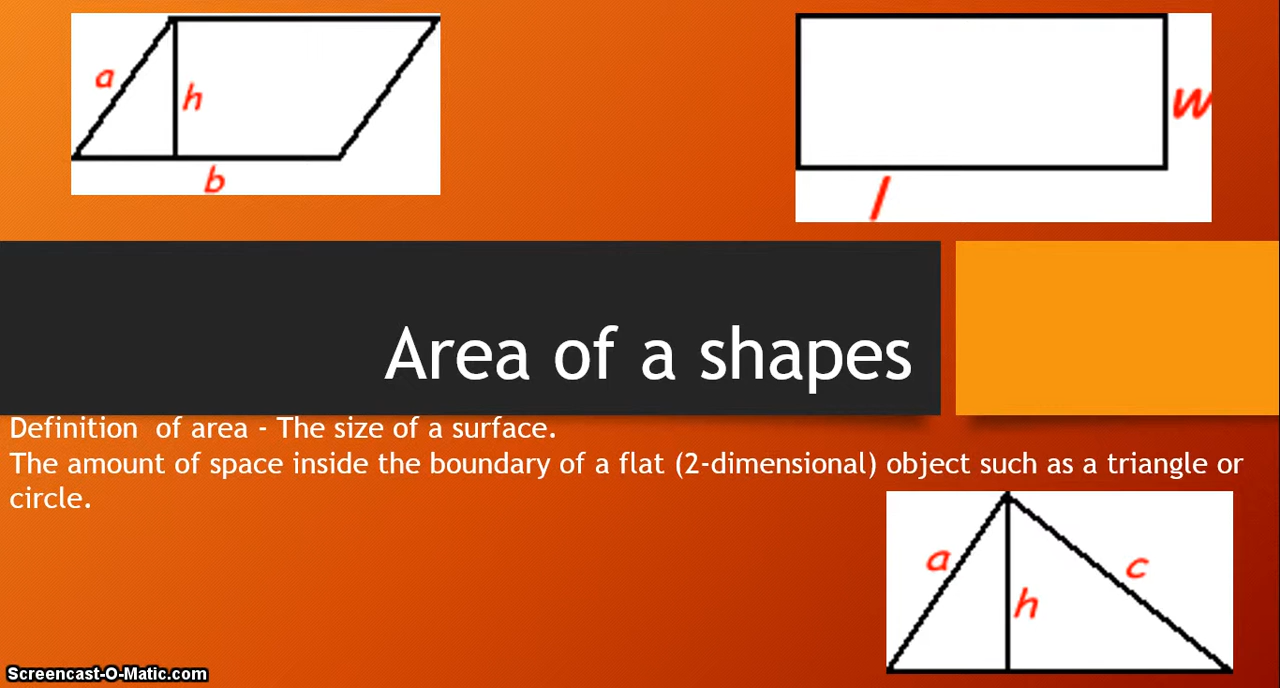 a
h
b
w
l
Area of a shapes
Definition of area - The size of a surface.
The amount of space inside the boundary of a flat (2-dimensional) object such as a triangle or
circle.
a
c
h
Screencast-O-Matic.com